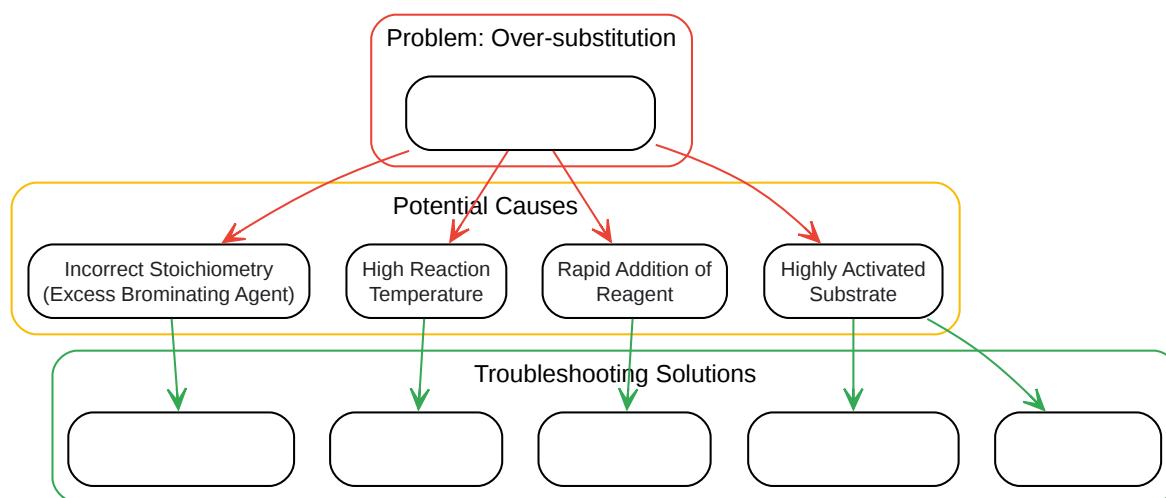 Problem: Over-substitution
Potential Causes
Incorrect Stoichiometry
(Excess Brominating Agent)
High Reaction
Temperature
Rapid Addition of
Reagent
Highly Activated
Substrate
Troubleshooting Solutions